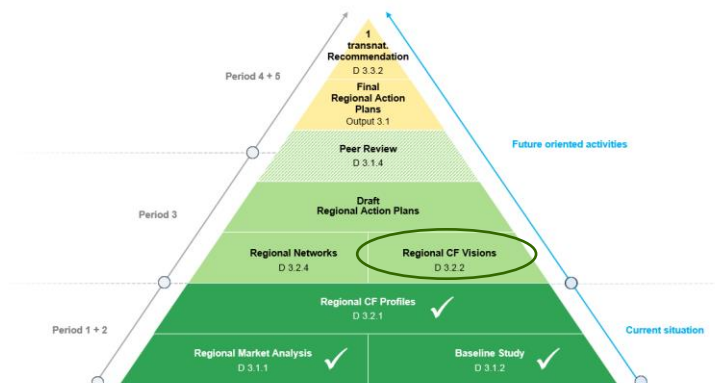 1
transnat.
Recommendation
D 3.3.2
Period 4 + 5
Final
Regional Action
Plans
Output 3.1
Peer Review
D 3.1.4
Future oriented activities
Draft
Regional Action Plans
Period 3
Regional Networks
D 3.2.4
Regional CF Visions
D 3.2.2
Regional CF Profiles
D 3.2.1
Period 1 + 2
Current situation
Regional Market Analysis
D 3.1.1
Baseline Study
D 3.1.2